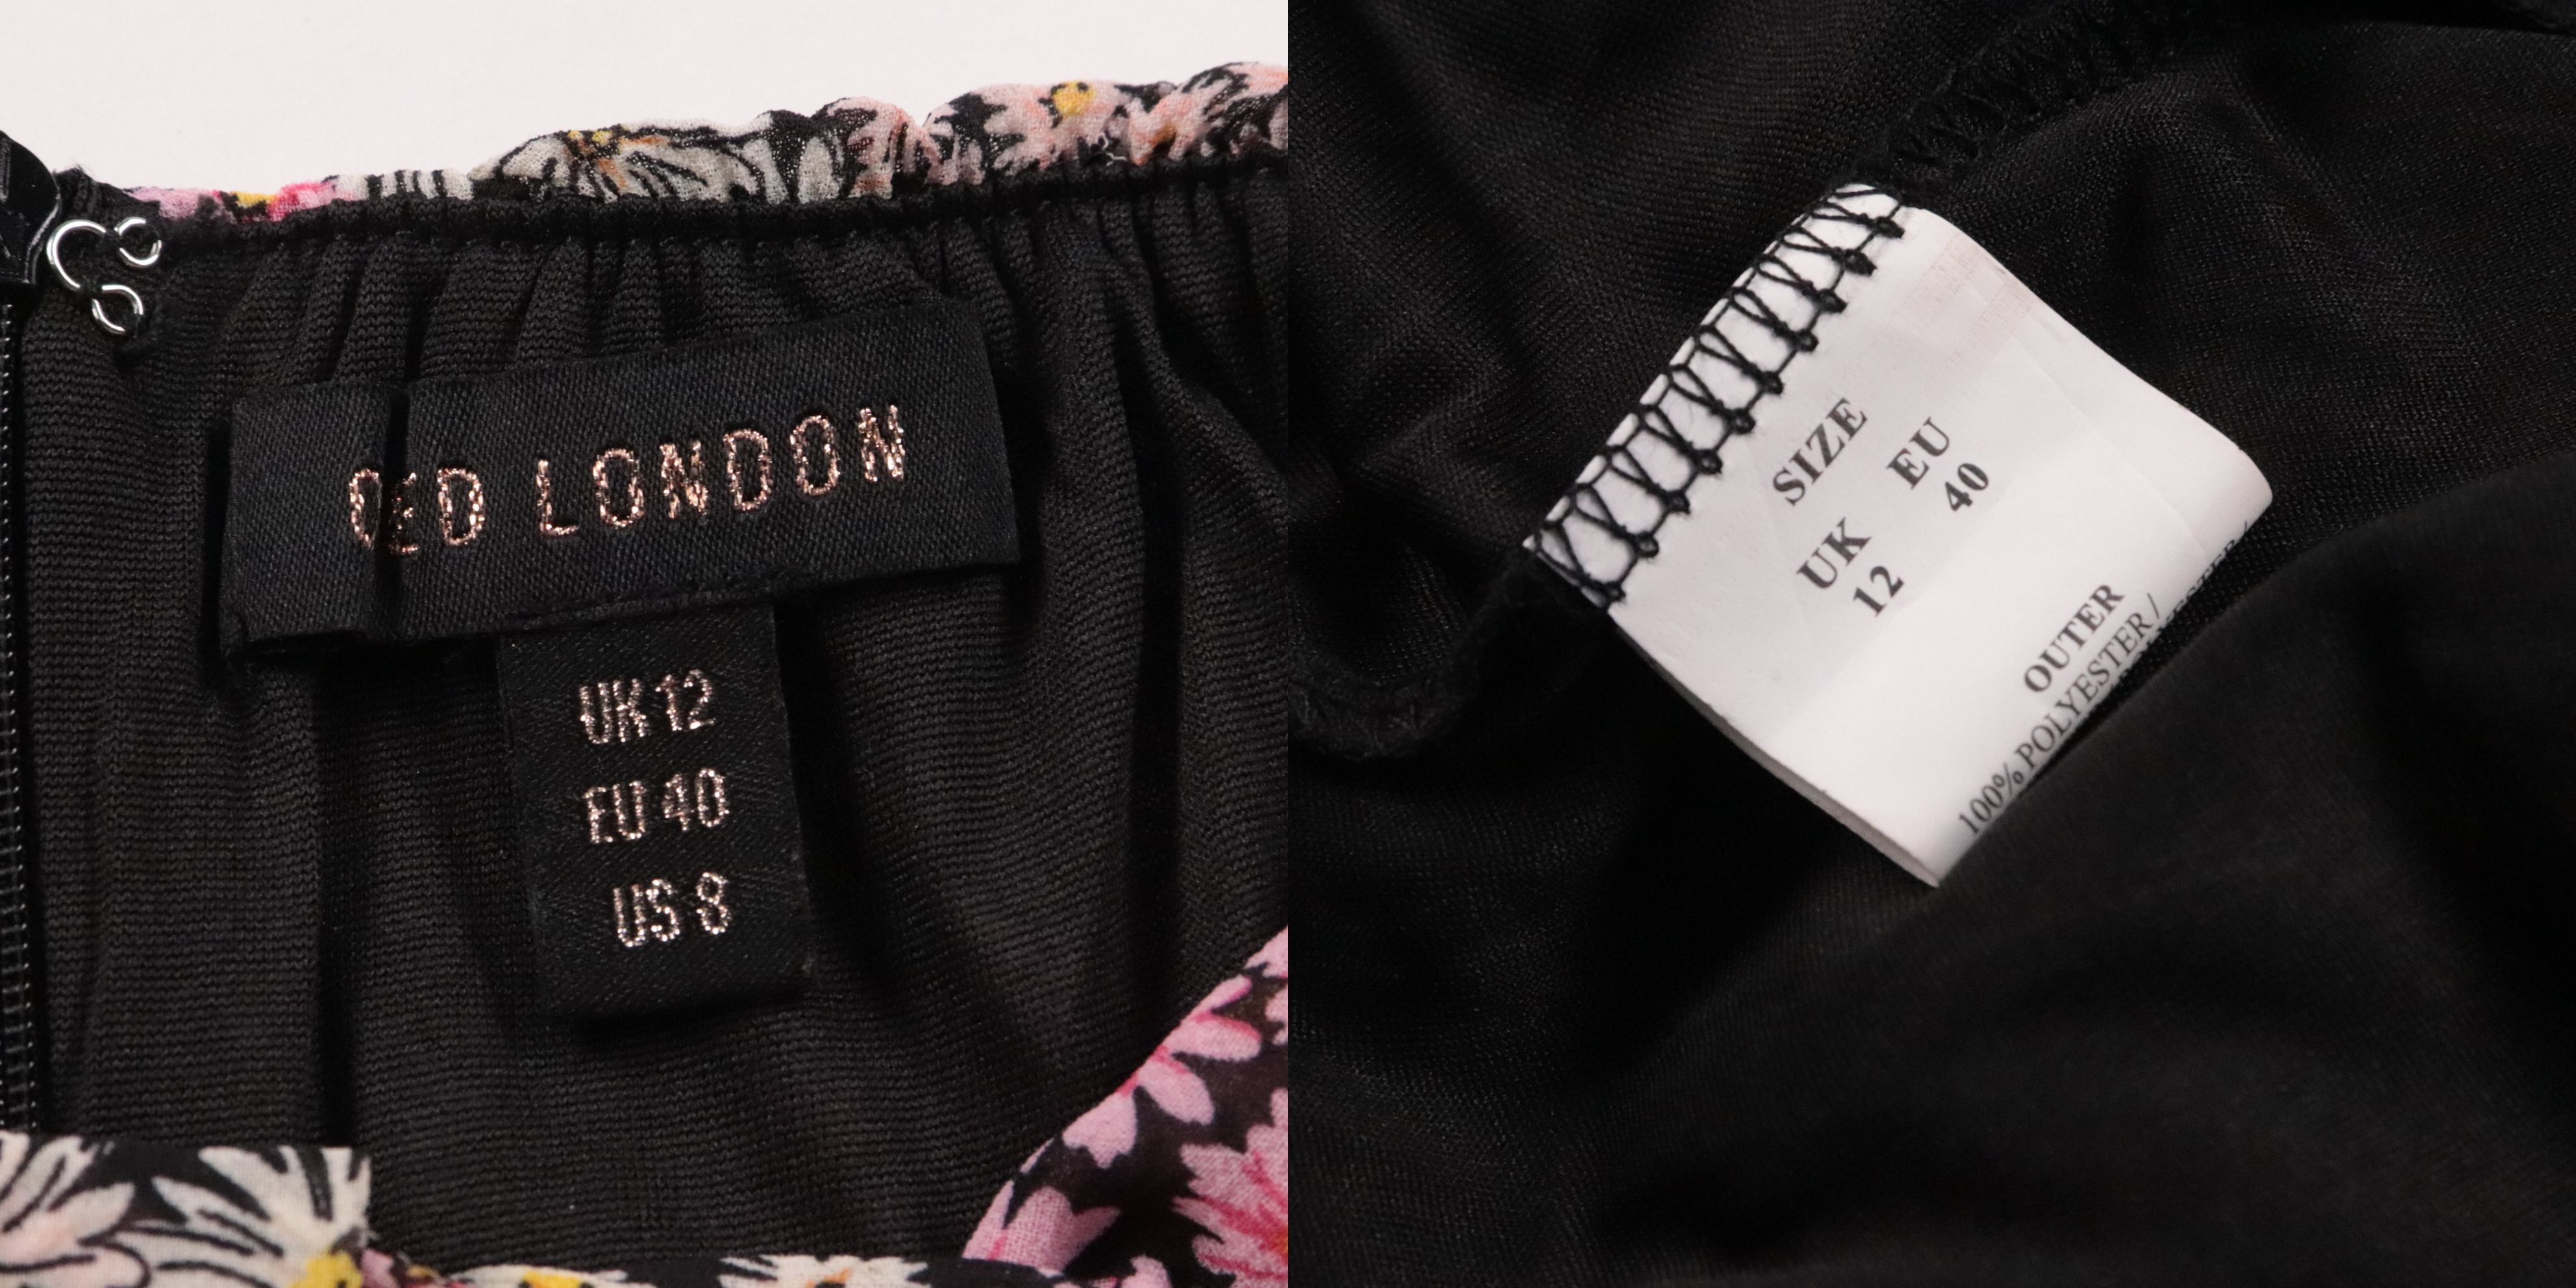 QED LONDON
UK 12
EU 40
US 8
SIZE
UK EU
12 40
OUTER
100% POLYESTER /